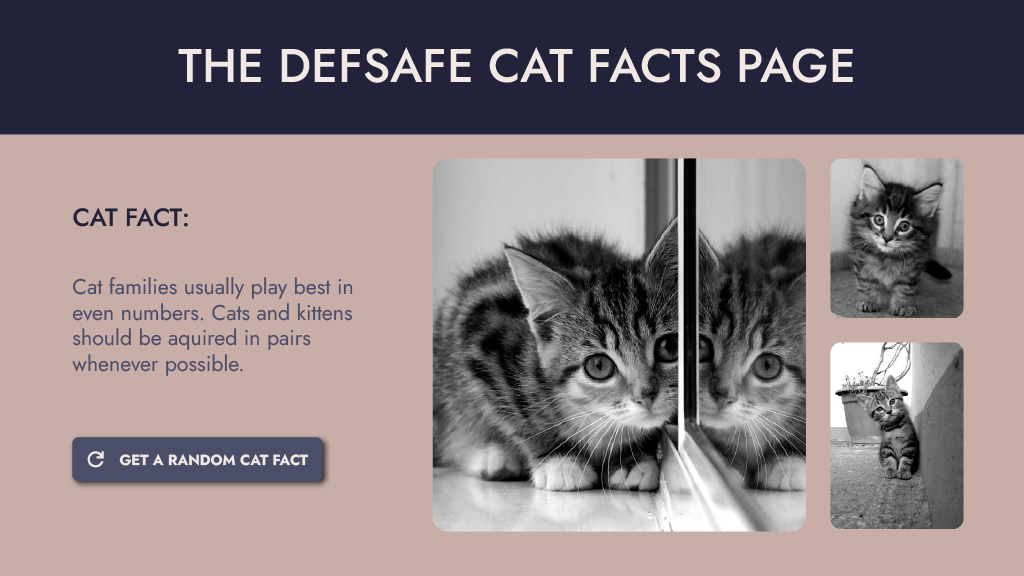 THE DEFSAFE CAT FACTS PAGE
CAT FACT:
Cat families usually play best in
even numbers. Cats and kittens
should be aquired in pairs
whenever possible.
GET A RANDOM CAT FACT